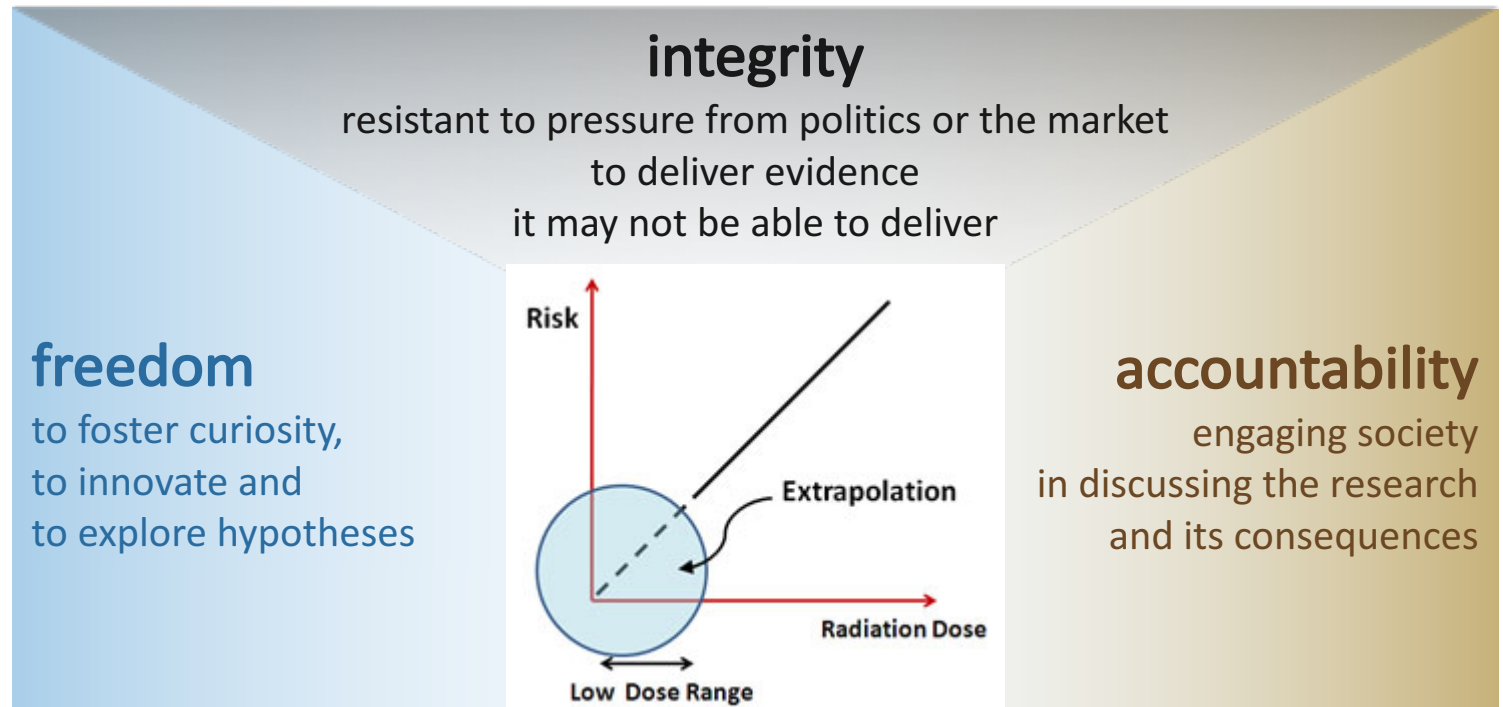 integrity
resistant to pressure from politics or the market
to deliver evidence
it may not be able to deliver
freedom
to foster curiosity,
to innovate and
to explore hypotheses
Risk
Extrapolation
Radiation Dose
Low Dose Range
accountability
engaging society
in discussing the research
and its consequences